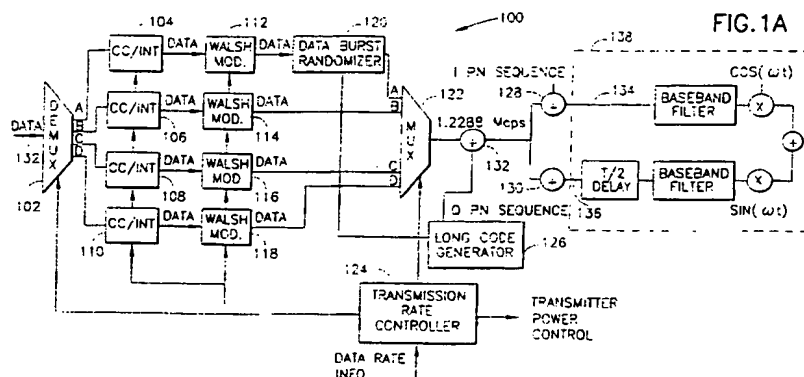 FIG.1A
100
104
112
120
138
CC/INT
DATA
WALSH MOD.
DATA
DATA BURST RANDOMIZER
I PN SEQUENCE
COS(ωt)
DATA
132
DEMUX
102
A
B
C
D
CC/INT
106
DATA
WALSH MOD.
114
DATA
A
B
C
D
MUX
122
1.2288 Mcps
132
128
134
BASEBAND FILTER
X
+
CC/INT
108
DATA
WALSH MOD.
116
DATA
130
136
T/2 DELAY
BASEBAND FILTER
X
SIN(ωt)
Q PN SEQUENCE
CC/INT
110
DATA
WALSH MOD.
118
DATA
LONG CODE GENERATOR
126
124
TRANSMISSION RATE CONTROLLER
TRANSMITTER POWER CONTROL
DATA RATE INFO